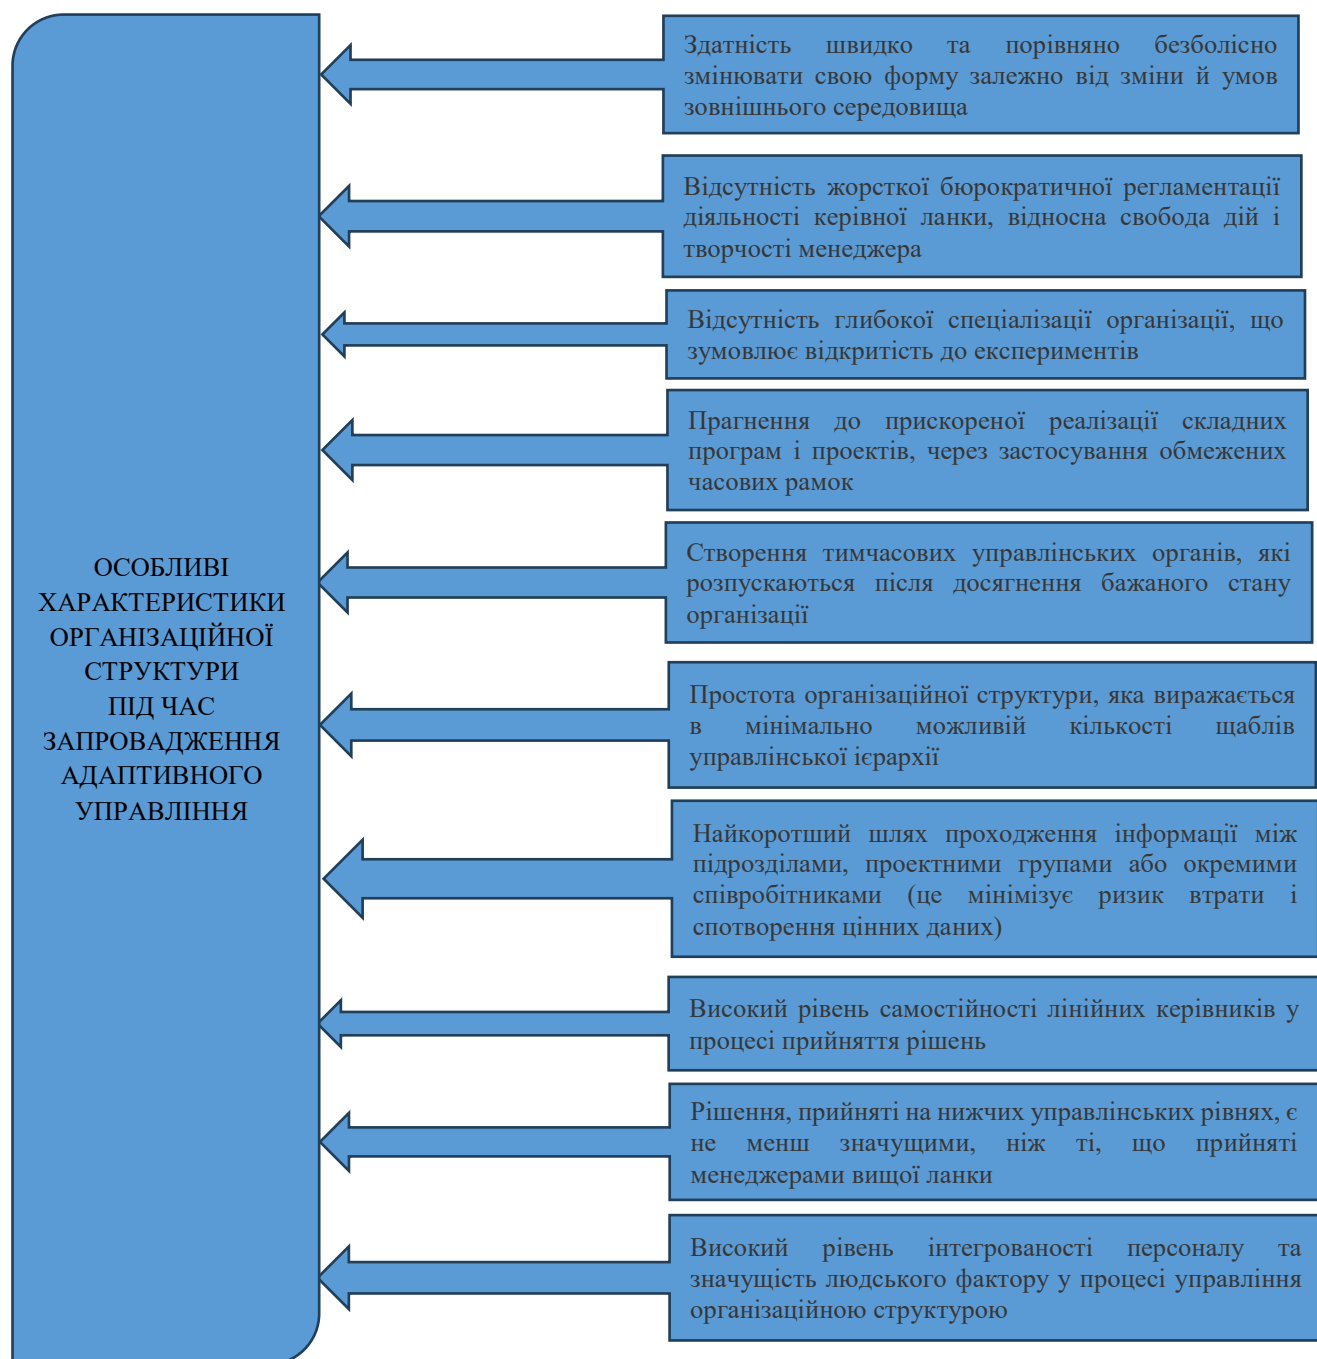 ОСОБЛИВІ
ХАРАКТЕРИСТИКИ
ОРГАНІЗАЦІЙНОЇ
СТРУКТУРИ
ПІД ЧАС
ЗАПРОВАДЖЕННЯ
АДАПТИВНОГО
УПРАВЛІННЯ
Здатність швидко та порівняно безболісно
змінювати свою форму залежно від зміни й умов
зовнішнього середовища
Відсутність жорсткої бюрократичної регламентації
діяльності керівної ланки, відносна свобода дій і
творчості менеджера
Відсутність глибокої спеціалізації організації, що
зумовлює відкритість до експериментів
Прагнення до прискореної реалізації складних
програм і проектів, через застосування обмежених
часових рамок
Створення тимчасових управлінських органів, які
розпускаються після досягнення бажаного стану
організації
Простота організаційної структури, яка виражається
в мінімально можливій кількості щаблів
управлінської ієрархії
Найкоротший шлях проходження інформації між
підрозділами, проектними групами або окремими
співробітниками (це мінімізує ризик втрати і
спотворення цінних даних)
Високий рівень самостійності лінійних керівників у
процесі прийняття рішень
Рішення, прийняті на нижчих управлінських рівнях, є
не менш значущими, ніж ті, що прийняті
менеджерами вищої ланки
Високий рівень інтегрованості персоналу та
значущість людського фактору у процесі управління
організаційною структурою